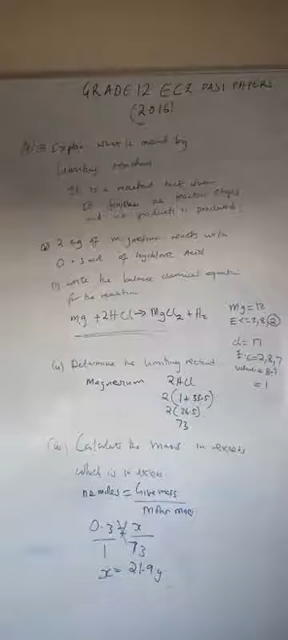 GRADE 12 ECZ PAST PAPERS
(2016)
Explain what is meant by
Limiting reactant
It is a reactant that when
It finishes the reaction stops
and no products is produced.
2 of magnesium reacts with
0.3 mol of hydrochloric Acid
(i) write the balance chemical equation
for the reaction
mg + 2HCl → MgCl2 + H2
mg = 12
E.C = 2,8,2
cl = 17
E.C = 2,8,7
= 1
(ii) Determine the limiting reactant
Magnesium 2HCl
2(1+35.5)
2(36.5)
73
(iii) Calculate the mass in excess
which is in excess
no moles = Given mass
molar mass
0.3 x
1 73
x = 21.9g